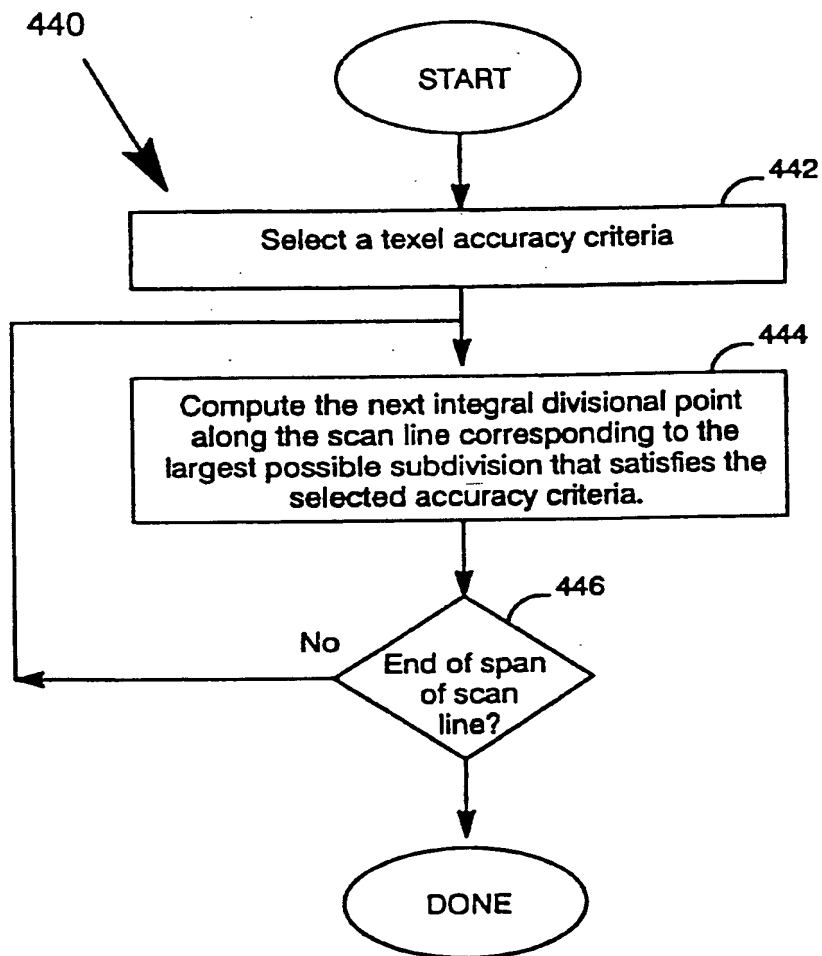 440
START
442
Select a texel accuracy criteria
444
Compute the next integral divisional point
along the scan line corresponding to the
largest possible subdivision that satisfies the
selected accuracy criteria.
446
No
End of span
of scan
line?
DONE